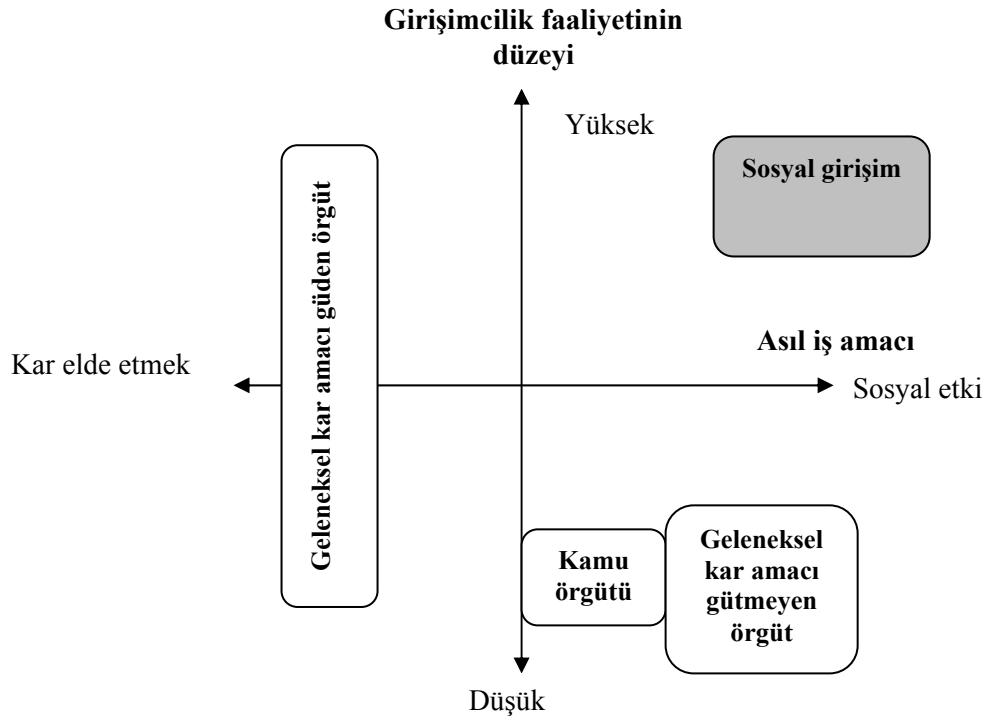 Girişimcilik faaliyetinin
düzeyi
Yüksek
Sosyal girişim
Geleneksel kar amacı güden örgüt
Asıl iş amacı
Kar elde etmek
Sosyal etki
Kamu
örgütü
Geleneksel
kar amacı
gütmeyen
örgüt
Düşük